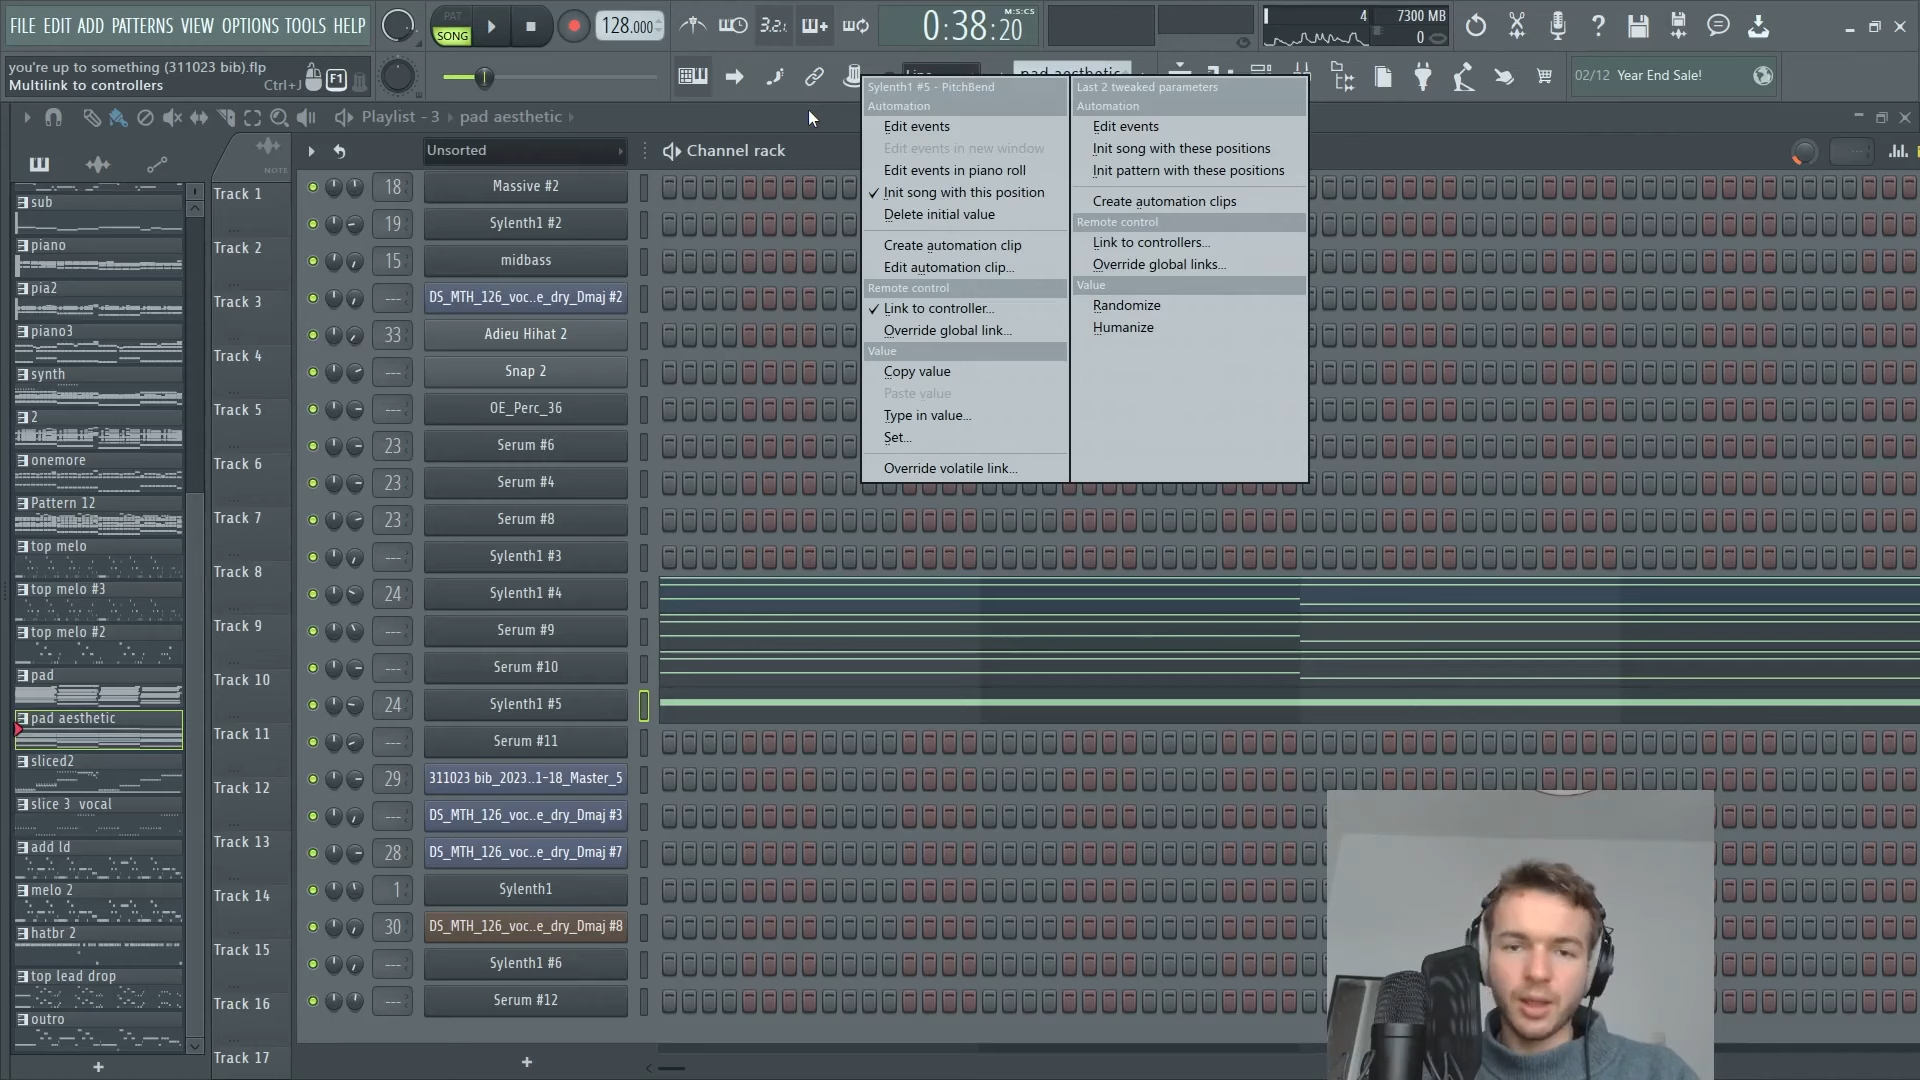 FILE EDIT ADD PATTERNS VIEW OPTIONS TOOLS HELP
PAT
SONG
128.000
3.2.
0:38:20
M:S:CS
4
7300 MB
0
you're up to something (311023 bib).flp
Multilink to controllers
Ctrl+J
F1
Line
pad aesthetic
02/12 Year End Sale!
Playlist - 3
pad aesthetic
NOTE
Unsorted
Channel rack
Sylenth1 #5 - PitchBend
Automation
Edit events
Edit events in new window
Edit events in piano roll
Init song with this position
Delete initial value
Create automation clip
Edit automation clip...
Remote control
Link to controller...
Override global link...
Value
Copy value
Paste value
Type in value...
Set...
Override volatile link...
Last 2 tweaked parameters
Automation
Edit events
Init song with these positions
Init pattern with these positions
Create automation clips
Remote control
Link to controllers...
Override global links...
Value
Randomize
Humanize
sub
piano
pia2
piano3
synth
2
onemore
Pattern 12
top melo
top melo #3
top melo #2
pad
pad aesthetic
sliced2
slice 3 vocal
add ld
melo 2
hatbr 2
top lead drop
outro
Track 1
Track 2
Track 3
Track 4
Track 5
Track 6
Track 7
Track 8
Track 9
Track 10
Track 11
Track 12
Track 13
Track 14
Track 15
Track 16
Track 17
18 Massive #2
19 Sylenth1 #2
15 midbass
--- DS_MTH_126_voc..e_dry_Dmaj #2
33 Adieu Hihat 2
--- Snap 2
--- OE_Perc_36
23 Serum #6
23 Serum #4
23 Serum #8
--- Sylenth1 #3
24 Sylenth1 #4
--- Serum #9
--- Serum #10
24 Sylenth1 #5
--- Serum #11
29 311023 bib_2023..1-18_Master_5
--- DS_MTH_126_voc..e_dry_Dmaj #3
28 DS_MTH_126_voc..e_dry_Dmaj #7
1 Sylenth1
30 DS_MTH_126_voc..e_dry_Dmaj #8
--- Sylenth1 #6
--- Serum #12